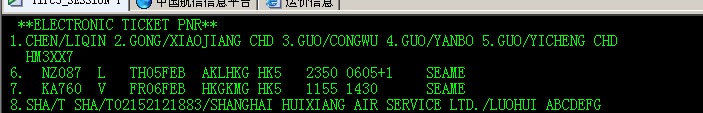 中国航信信息平台
运价信息
**ELECTRONIC TICKET PNR**
1.CHEN/LIQIN 2.GONG/XIAOJIANG CHD 3.GUO/CONGWU 4.GUO/YANBO 5.GUO/YICHENG CHD
HM3XX7
6. NZ087 L TH05FEB AKLHKG HK5 2350 0605+1 SEAME
7. KA760 V FR06FEB HKGKMG HK5 1155 1430 SEAME
8.SHA/T SHA/T02152121883/SHANGHAI HUIXIANG AIR SERVICE LTD./LUOHUI ABCDEFG